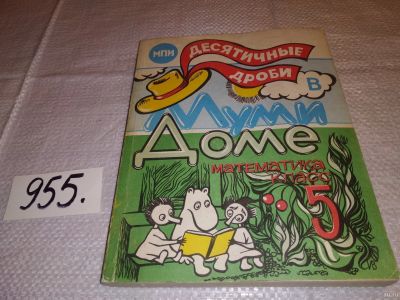 955.
МПИ
ДЕСЯТИЧНЫЕ
ДРОБИ
В
Муми
Доме
математика
класс
5